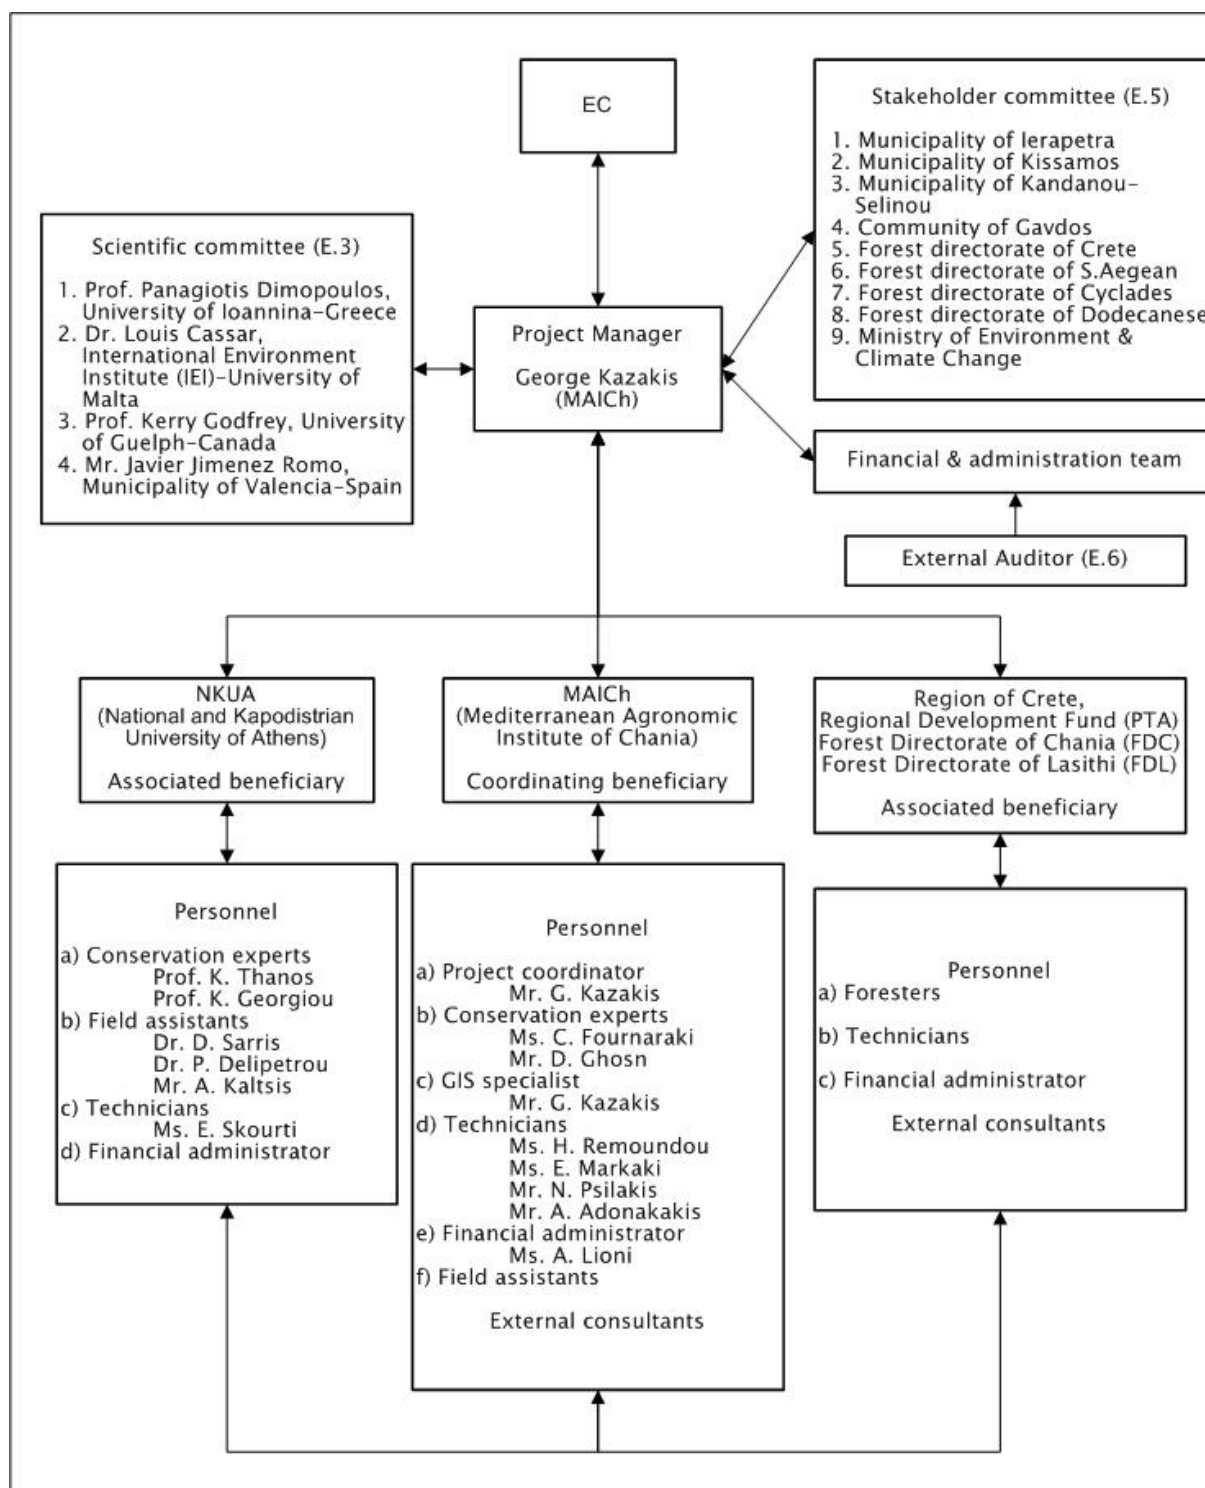 EC
Stakeholder committee (E.5)
1. Municipality of Ierapetra
2. Municipality of Kissamos
3. Municipality of Kandanou-
Selinou
4. Community of Gavdos
5. Forest directorate of Crete
6. Forest directorate of S.Aegean
7. Forest directorate of Cyclades
8. Forest directorate of Dodecanese
9. Ministry of Environment &
Climate Change
Scientific committee (E.3)
1. Prof. Panagiotis Dimopoulos,
University of Ioannina-Greece
2. Dr. Louis Cassar,
International Environment
Institute (IEI)-University of
Malta
3. Prof. Kerry Godfrey, University
of Guelph-Canada
4. Mr. Javier Jimenez Romo,
Municipality of Valencia-Spain
Project Manager
George Kazakis
(MAICh)
Financial & administration team
External Auditor (E.6)
NKUA
(National and Kapodistrian
University of Athens)
Associated beneficiary
MAICh
(Mediterranean Agronomic
Institute of Chania)
Coordinating beneficiary
Region of Crete,
Regional Development Fund (PTA)
Forest Directorate of Chania (FDC)
Forest Directorate of Lasithi (FDL)
Associated beneficiary
Personnel
a) Conservation experts
Prof. K. Thanos
Prof. K. Georgiou
b) Field assistants
Dr. D. Sarris
Dr. P. Delipetrou
Mr. A. Kaltsis
c) Technicians
Ms. E. Skourti
d) Financial administrator
Personnel
a) Project coordinator
Mr. G. Kazakis
b) Conservation experts
Ms. C. Fournaraki
Mr. D. Ghosn
c) GIS specialist
Mr. G. Kazakis
d) Technicians
Ms. H. Remoundou
Ms. E. Markaki
Mr. N. Psilakis
Mr. A. Adonakakis
e) Financial administrator
Ms. A. Lioni
f) Field assistants
External consultants
Personnel
a) Foresters
b) Technicians
c) Financial administrator
External consultants